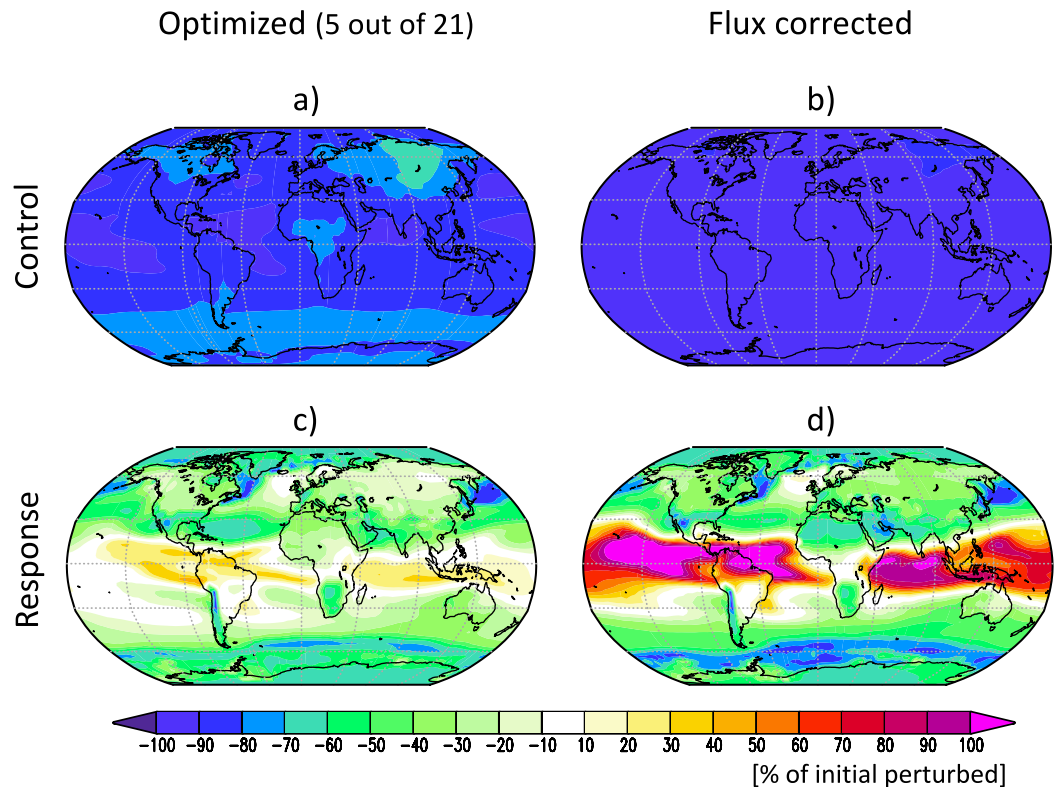 Optimized (5 out of 21)
Flux corrected
a)
b)
Control
c)
d)
Response
-100 -90 -80 -70 -60 -50 -40 -30 -20 -10 10 20 30 40 50 60 70 80 90 100
[% of initial perturbed]